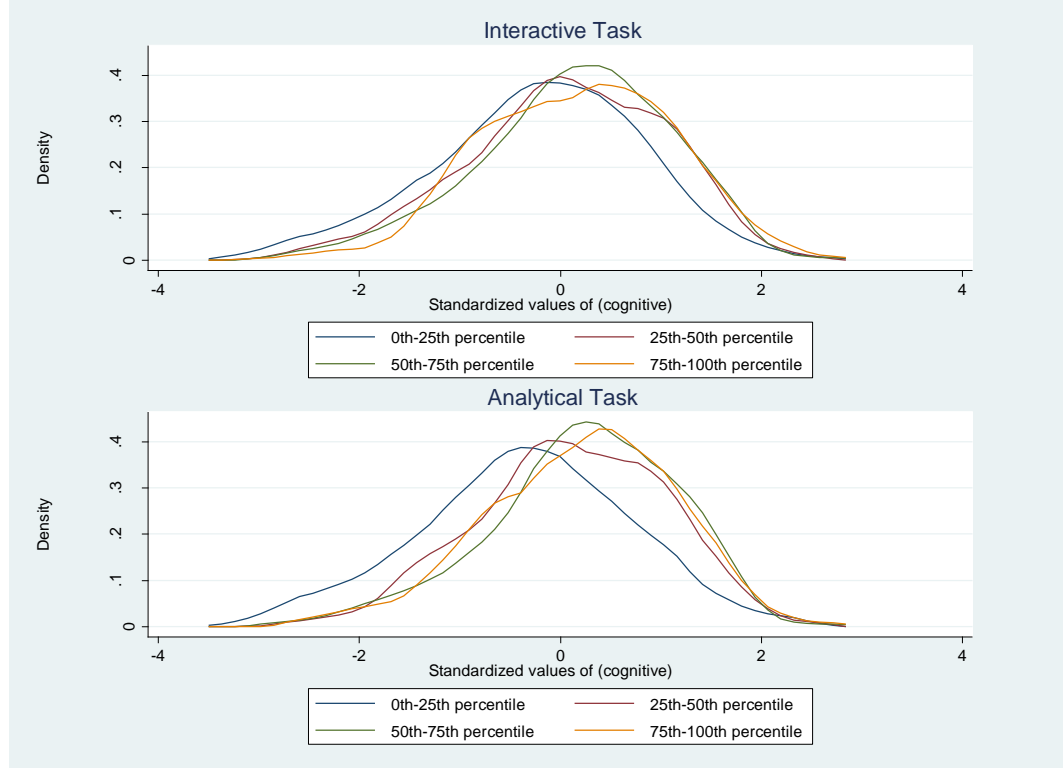 Interactive Task
Density
.4
.3
.2
.1
0
-4 -2 0 2 4
Standardized values of (cognitive)
0th-25th percentile 25th-50th percentile
50th-75th percentile 75th-100th percentile
Analytical Task
Density
.4
.3
.2
.1
0
-4 -2 0 2 4
Standardized values of (cognitive)
0th-25th percentile 25th-50th percentile
50th-75th percentile 75th-100th percentile